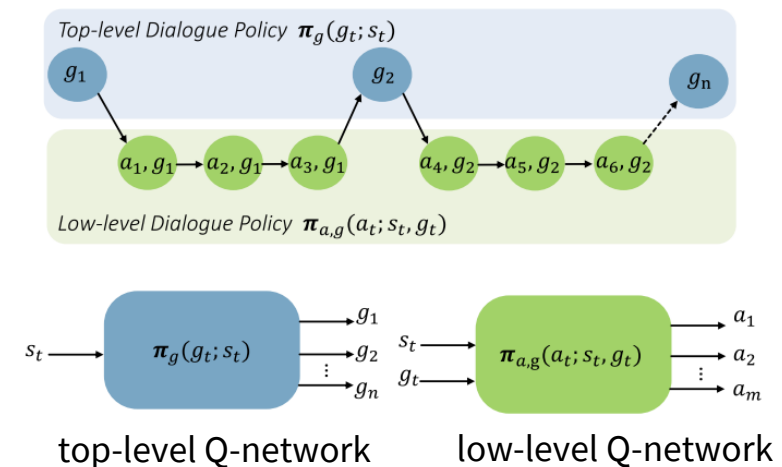 Top-level Dialogue Policy π_g(g_t; s_t)
g_1 g_2 g_n
a_1, g_1 a_2, g_1 a_3, g_1 a_4, g_2 a_5, g_2 a_6, g_2
Low-level Dialogue Policy π_{a,g}(a_t; s_t, g_t)
s_t
π_g(g_t; s_t)
g_1
g_2
⋮
g_n
s_t
g_t
π_{a,g}(a_t; s_t, g_t)
a_1
a_2
⋮
a_m
top-level Q-network
low-level Q-network